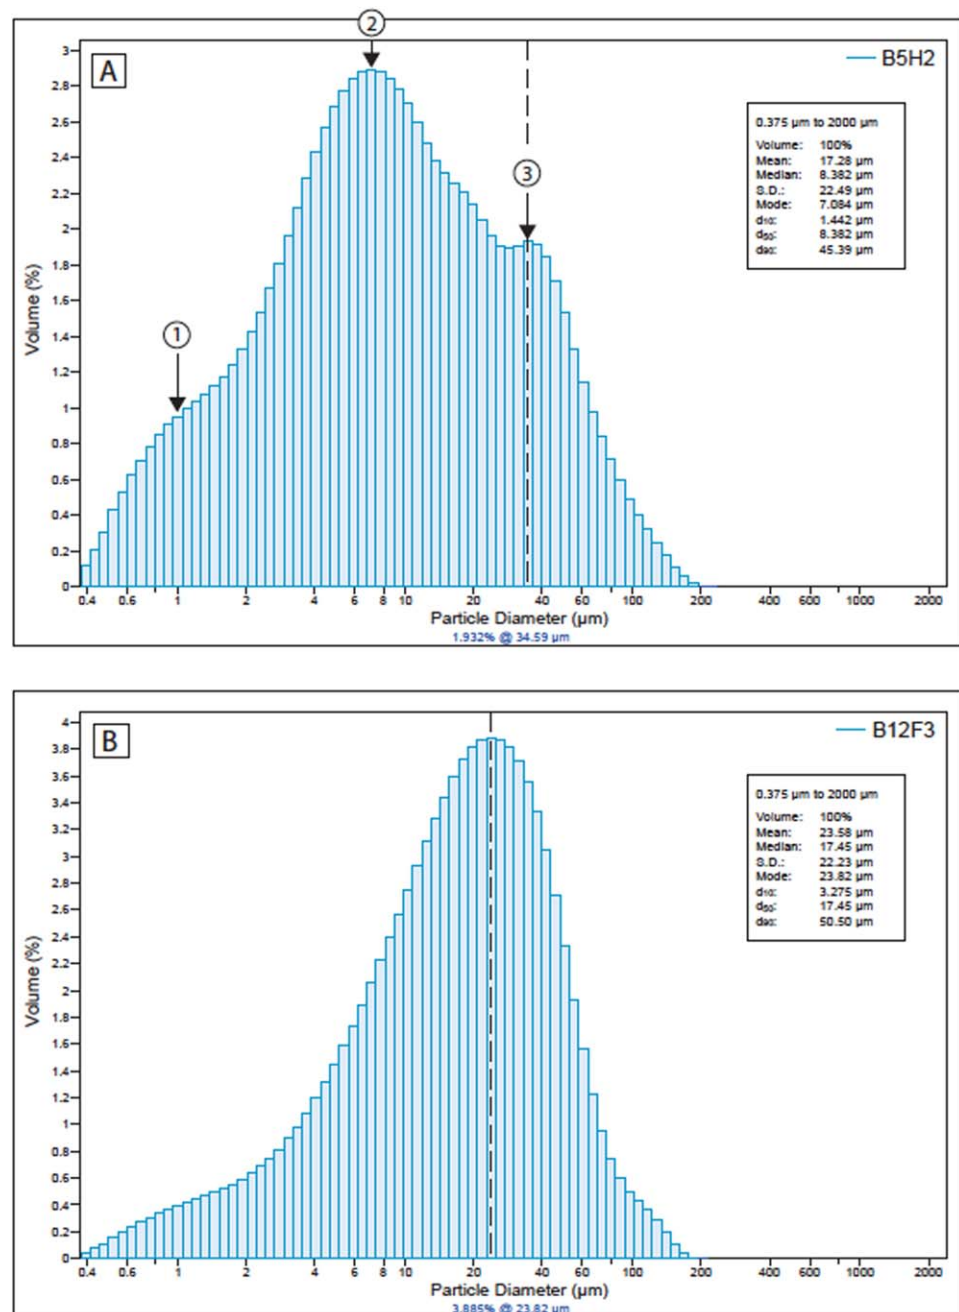 ②
3
A
B5H2
2.8
0.375 µm to 2000 µm
2.6
Volume: 100%
Mean: 17.28 µm
2.4
Median: 8.382 µm
③
S.D.: 22.49 µm
2.2
Mode: 7.084 µm
d₁₀: 1.442 µm
2
d₅₀: 8.382 µm
d₉₀: 45.39 µm
1.8
Volume (%)
1.6
①
1.4
1.2
1
0.8
0.6
0.4
0.2
0
0.4 0.6 1 2 4 6 8 10 20 40 60 100 200 400 600 1000 2000
Particle Diameter (µm)
1.932% @ 34.59 µm
4
B
B12F3
3.8
3.6
0.375 µm to 2000 µm
3.4
Volume: 100%
3.2
Mean: 23.58 µm
Median: 17.45 µm
3
S.D.: 22.23 µm
Mode: 23.82 µm
2.8
d₁₀: 3.275 µm
d₅₀: 17.45 µm
2.6
d₉₀: 50.50 µm
2.4
2.2
Volume (%)
2
1.8
1.6
1.4
1.2
1
0.8
0.6
0.4
0.2
0
0.4 0.6 1 2 4 6 8 10 20 40 60 100 200 400 600 1000 2000
Particle Diameter (µm)
3.885% @ 23.82 µm